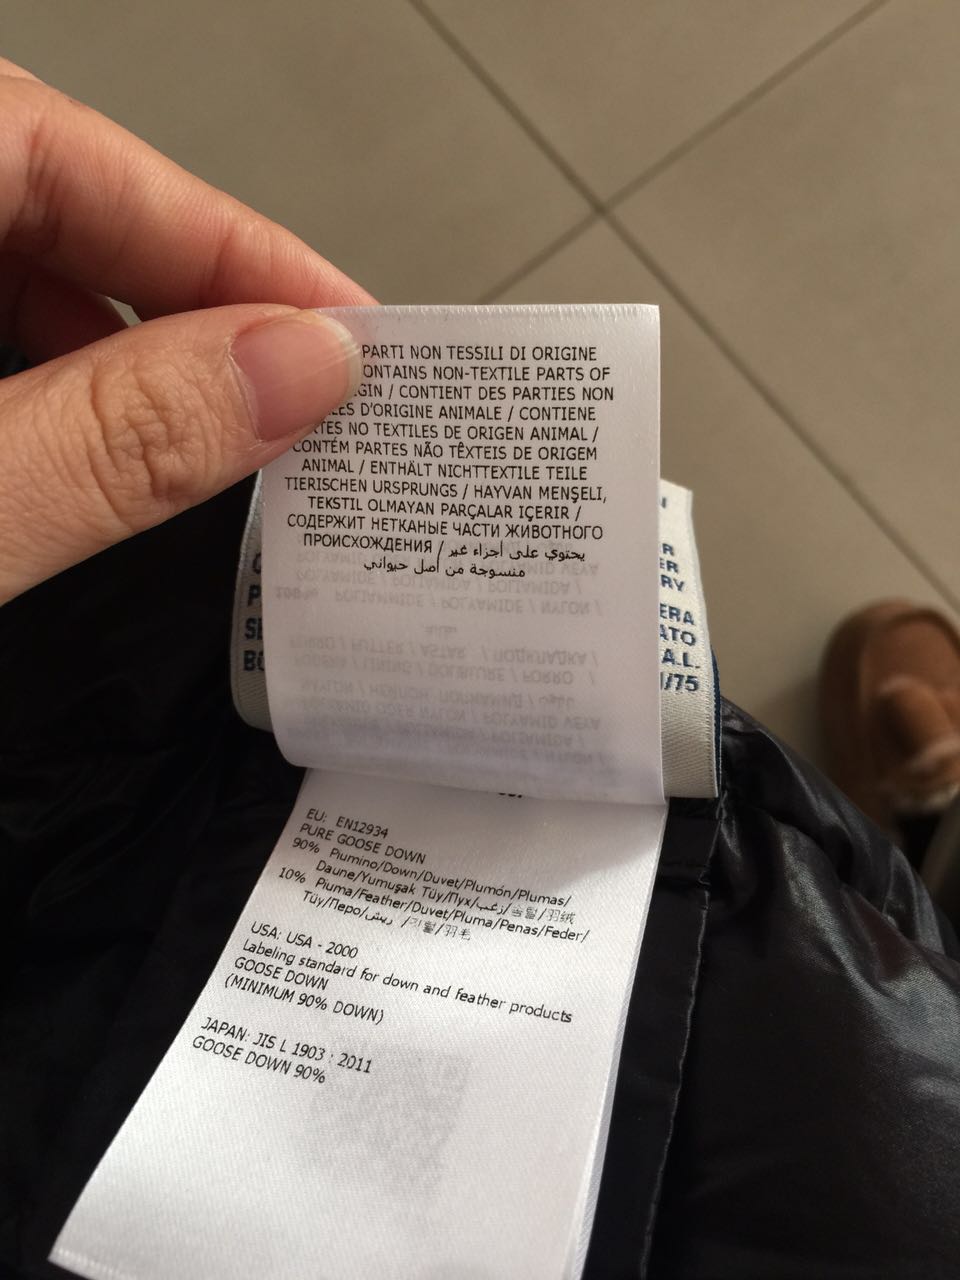 PARTI NON TESSILI DI ORIGINE
CONTAINS NON-TEXTILE PARTS OF
/ CONTIENT DES PARTIES NON
D'ORIGINE ANIMALE / CONTIENE
NO TEXTILES DE ORIGEN ANIMAL /
CONTÉM PARTES NÃO TÊXTEIS DE ORIGEM
ANIMAL / ENTHÄLT NICHTTEXTILE TEILE
TIERISCHEN URSPRUNGS / HAYVAN MENŞELI,
TEKSTIL OLMAYAN PARÇALAR IÇERIR /
СОДЕРЖИТ НЕТКАНЫЕ ЧАСТИ ЖИВОТНОГО
ПРОИСХОЖДЕНИЯ / يحتوي على أجزاء غير
منسوجة من أصل حيواني
EU: EN12934
PURE GOOSE DOWN
90% Piumino/Down/Duvet/Plumón/Plumas/
Daune/Yumuşak Tüy/Пух/زغب/솜털/羽绒
10% Piuma/Feather/Duvet/Pluma/Penas/Feder/
Tüy/Перо/ريش/깃털/羽毛
USA: USA - 2000
Labeling standard for down and feather products
GOOSE DOWN
(MINIMUM 90% DOWN)
JAPAN: JIS L 1903 : 2011
GOOSE DOWN 90%
A.L.
/75